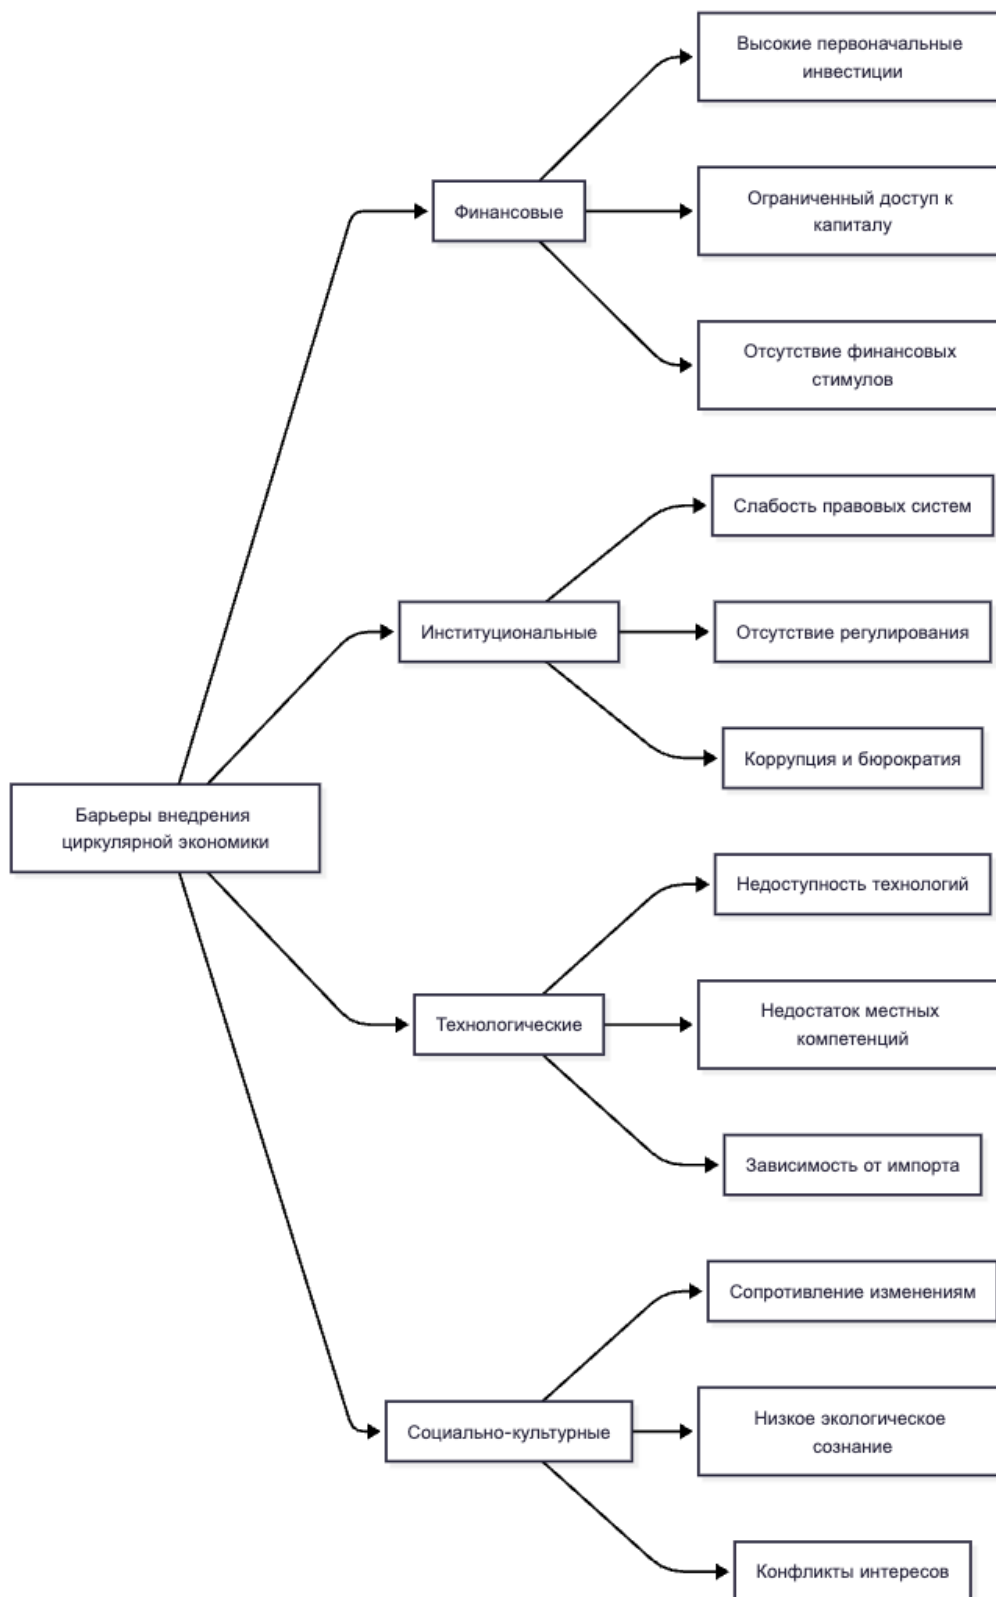 Высокие первоначальные
инвестиции
Финансовые
Ограниченный доступ к
капиталу
Отсутствие финансовых
стимулов
Слабость правовых систем
Институциональные
Отсутствие регулирования
Коррупция и бюрократия
Барьеры внедрения
циркулярной экономики
Недоступность технологий
Технологические
Недостаток местных
компетенций
Зависимость от импорта
Сопротивление изменениям
Социально-культурные
Низкое экологическое
сознание
Конфликты интересов